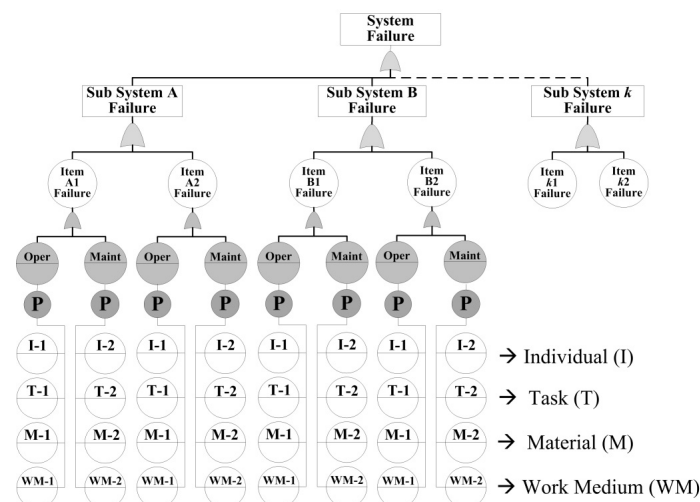 System
Failure
Sub System A
Failure
Sub System B
Failure
Sub System k
Failure
Item
A1
Failure
Item
A2
Failure
Item
B1
Failure
Item
B2
Failure
Item
k1
Failure
Item
k2
Failure
Oper Maint Oper Maint Oper Maint Oper Maint
P P P P P P P P
I-1 I-2 I-1 I-2 I-1 I-2 I-1 I-2 → Individual (I)
T-1 T-2 T-1 T-2 T-1 T-2 T-1 T-2 → Task (T)
M-1 M-2 M-1 M-2 M-1 M-2 M-1 M-2 → Material (M)
WM-1 WM-2 WM-1 WM-2 WM-1 WM-2 WM-1 WM-2 → Work Medium (WM)